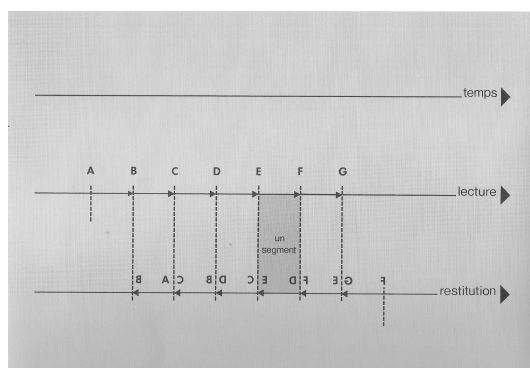 temps
A B C D E F G
lecture
un
segment
B A C B D C E D F E G F
restitution